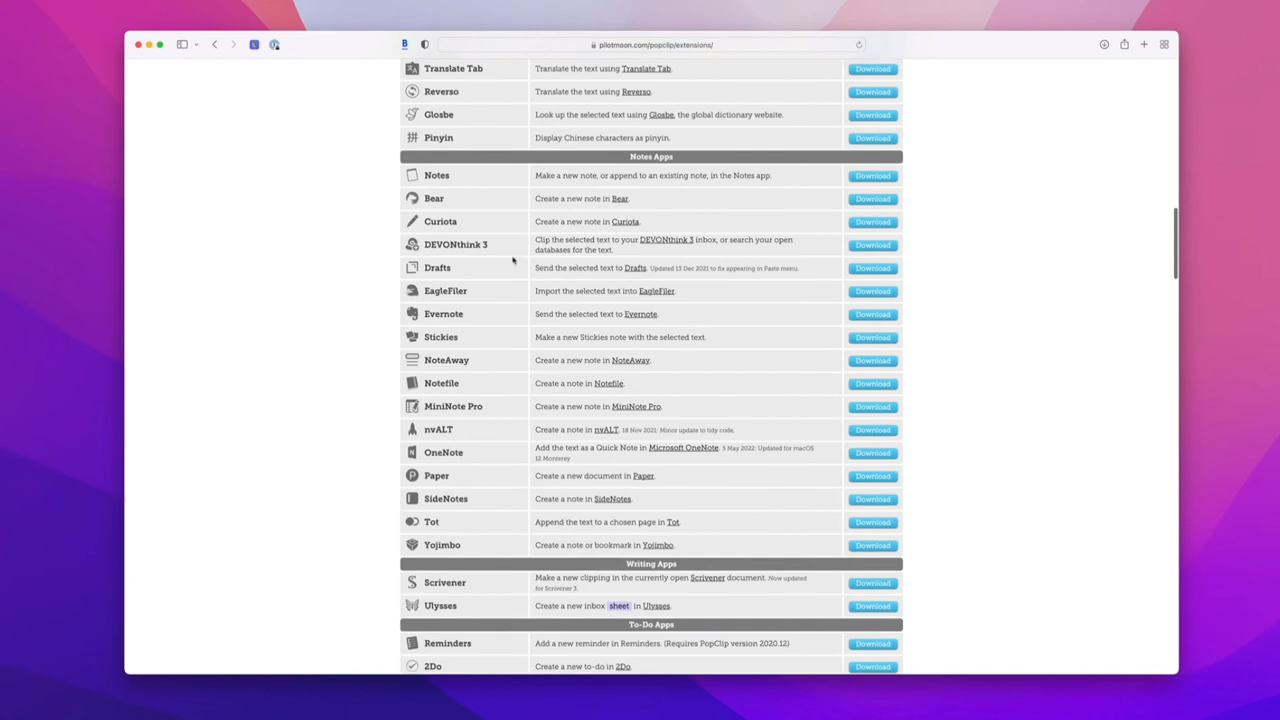 B
pilotmoon.com/popclip/extensions/
Translate Tab Translate the text using Translate Tab. Download
Reverso Translate the text using Reverso. Download
Glosbe Look up the selected text using Glosbe, the global dictionary website. Download
Pinyin Display Chinese characters as pinyin. Download
Notes Apps
Notes Make a new note, or append to an existing note, in the Notes app. Download
Bear Create a new note in Bear. Download
Curiota Create a new note in Curiota. Download
DEVONthink 3 Clip the selected text to your DEVONthink 3 inbox, or search your open
databases for the text. Download
Drafts Send the selected text to Drafts. Updated 13 Dec 2021 to fix appearing in Paste menu. Download
EagleFiler Import the selected text into EagleFiler. Download
Evernote Send the selected text to Evernote. Download
Stickies Make a new Stickies note with the selected text. Download
NoteAway Create a new note in NoteAway. Download
Notefile Create a note in Notefile. Download
MiniNote Pro Create a new note in MiniNote Pro. Download
nvALT Create a note in nvALT. 18 Nov 2021: Minor update to tidy code. Download
OneNote Add the text as a Quick Note in Microsoft OneNote. 5 May 2022: Updated for macOS
12 Monterey Download
Paper Create a new document in Paper. Download
SideNotes Create a note in SideNotes. Download
Tot Append the text to a chosen page in Tot. Download
Yojimbo Create a note or bookmark in Yojimbo. Download
Writing Apps
Scrivener Make a new clipping in the currently open Scrivener document. Now updated
for Scrivener 3. Download
Ulysses Create a new inbox sheet in Ulysses. Download
To-Do Apps
Reminders Add a new reminder in Reminders. (Requires PopClip version 2020.12) Download
2Do Create a new to-do in 2Do. Download